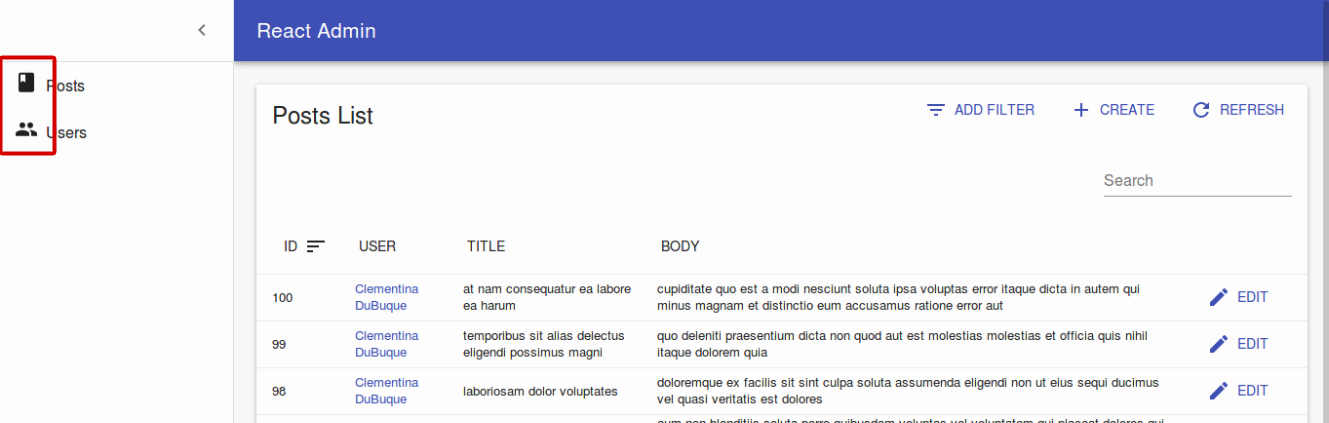 React Admin
Posts
Users
Posts List
ADD FILTER
CREATE
REFRESH
Search
ID
USER
TITLE
BODY
100
Clementina
DuBuque
at nam consequatur ea labore
ea harum
cupiditate quo est a modi nesciunt soluta ipsa voluptas error itaque dicta in autem qui
minus magnam et distinctio eum accusamus ratione error aut
EDIT
99
Clementina
DuBuque
temporibus sit alias delectus
eligendi possimus magni
quo deleniti praesentium dicta non quod aut est molestias molestias et officia quis nihil
itaque dolorem quia
EDIT
98
Clementina
DuBuque
laboriosam dolor voluptates
doloremque ex facilis sit sint culpa soluta assumenda eligendi non ut eius sequi ducimus
vel quasi veritatis est dolores
EDIT